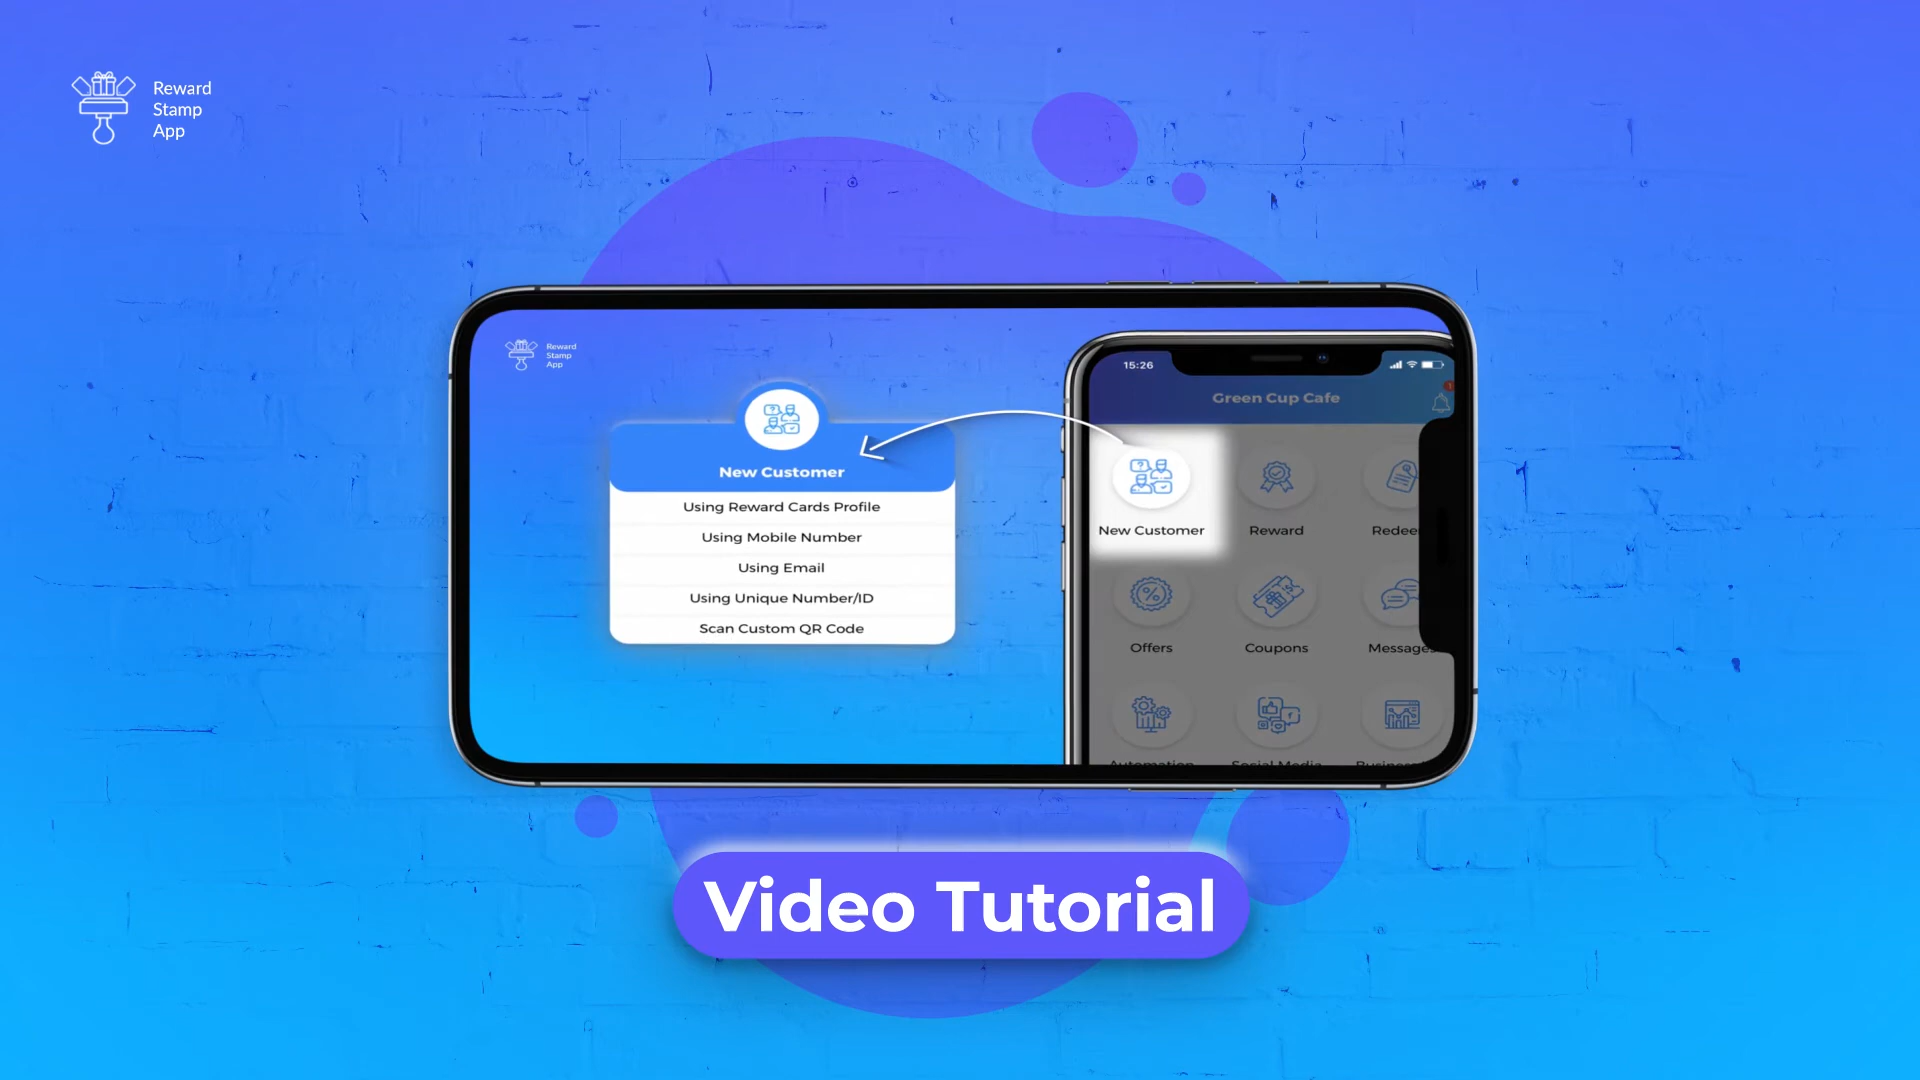 Reward
Stamp
App
Reward
Stamp
App
New Customer
Using Reward Cards Profile
Using Mobile Number
Using Email
Using Unique Number/ID
Scan Custom QR Code
15:26
Green Cup Cafe
1
New Customer
Reward
Redee
Offers
Coupons
Messages
Automation
Social Media
Business
Video Tutorial